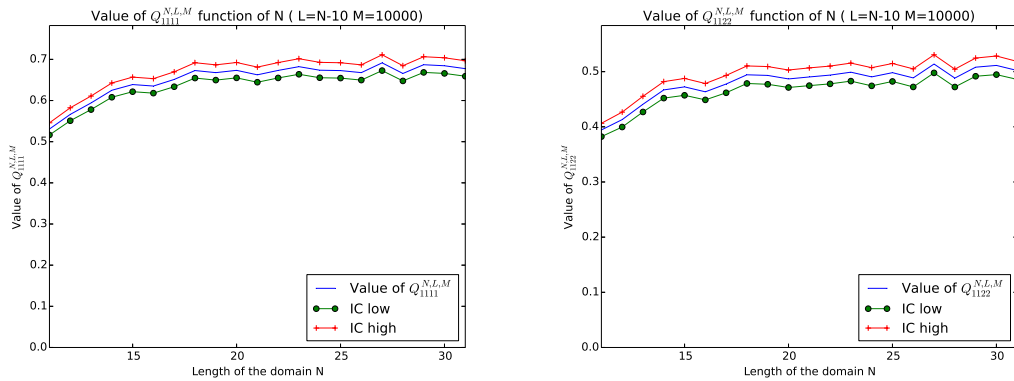 Value of $Q_{1111}^{N,L,M}$ function of N ( L=N-10 M=10000)
Value of $Q_{1111}^{N,L,M}$
0.7
0.6
0.5
0.4
0.3
0.2
0.1
0.0
15 20 25 30
Length of the domain N
Value of $Q_{1111}^{N,L,M}$
IC low
IC high
Value of $Q_{1122}^{N,L,M}$ function of N ( L=N-10 M=10000)
Value of $Q_{1122}^{N,L,M}$
0.5
0.4
0.3
0.2
0.1
0.0
15 20 25 30
Length of the domain N
Value of $Q_{1122}^{N,L,M}$
IC low
IC high